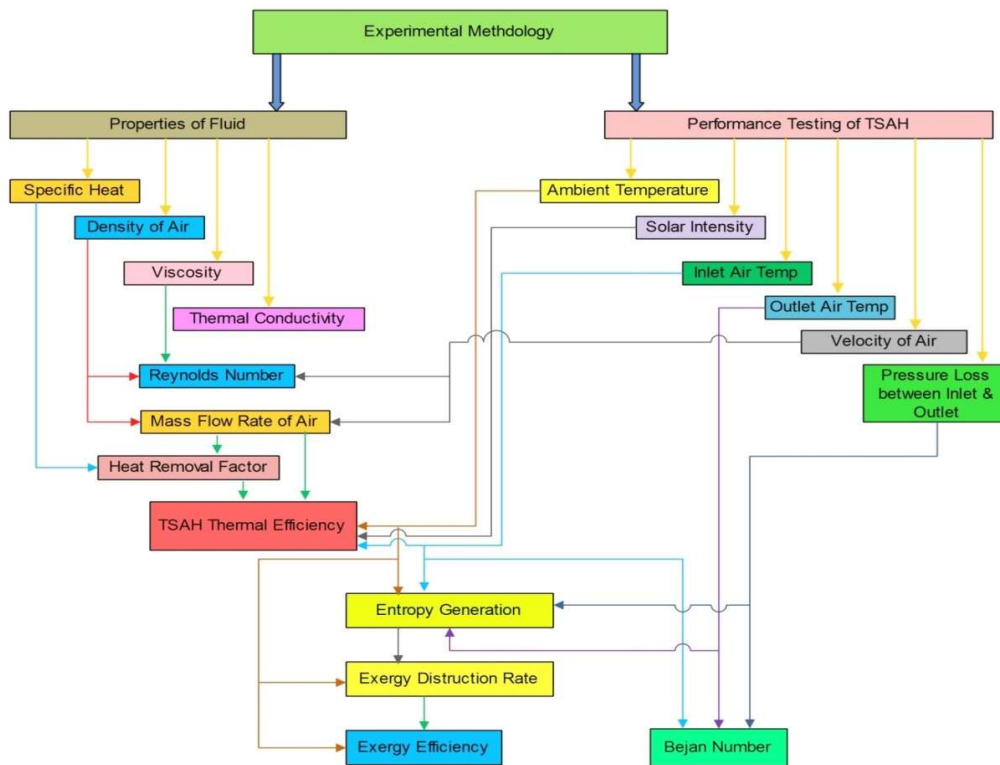 Experimental Methdology
Properties of Fluid
Performance Testing of TSAH
Specific Heat
Ambient Temperature
Density of Air
Solar Intensity
Viscosity
Inlet Air Temp
Thermal Conductivity
Outlet Air Temp
Velocity of Air
Reynolds Number
Pressure Loss
between Inlet &
Outlet
Mass Flow Rate of Air
Heat Removal Factor
TSAH Thermal Efficiency
Entropy Generation
Exergy Distruction Rate
Exergy Efficiency
Bejan Number